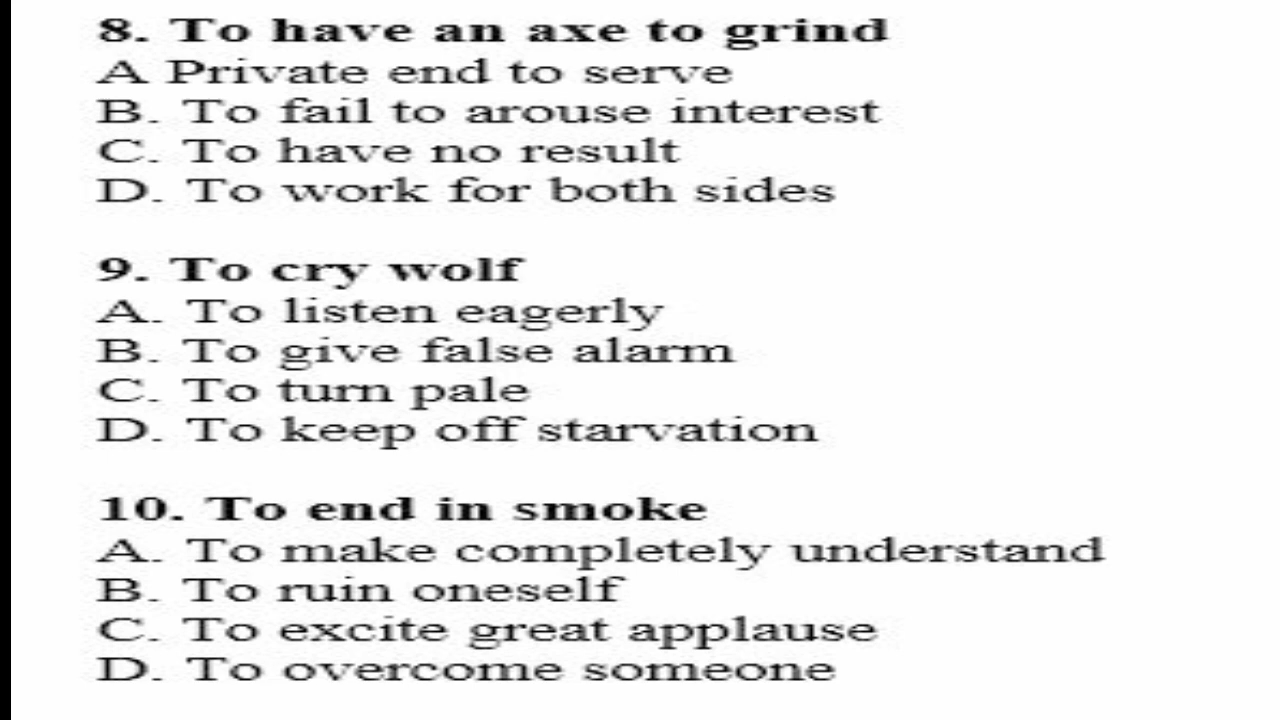 8. To have an axe to grind
A Private end to serve
B. To fail to arouse interest
C. To have no result
D. To work for both sides
9. To cry wolf
A. To listen eagerly
B. To give false alarm
C. To turn pale
D. To keep off starvation
10. To end in smoke
A. To make completely understand
B. To ruin oneself
C. To excite great applause
D. To overcome someone